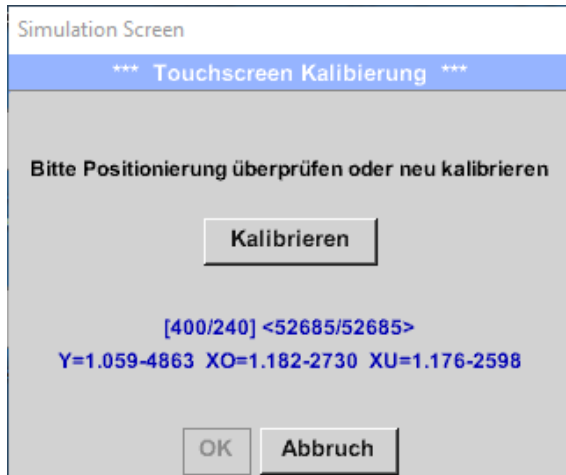 Simulation Screen
*** Touchscreen Kalibierung ***
Bitte Positionierung überprüfen oder neu kalibrieren
Kalibrieren
[400/240] <52685/52685>
Y=1.059-4863 XO=1.182-2730 XU=1.176-2598
OK Abbruch